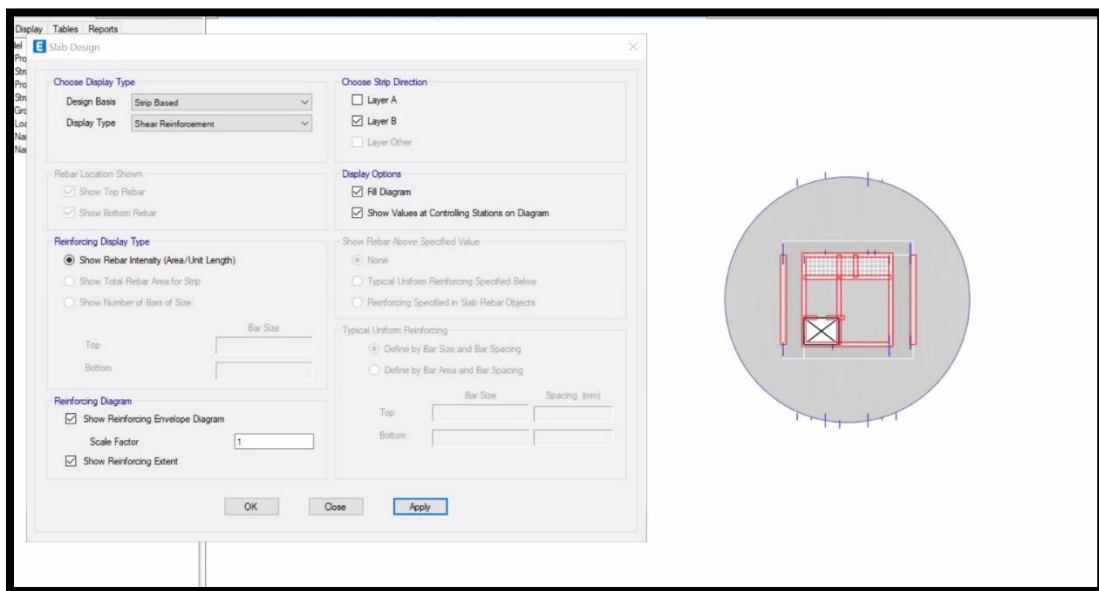 Display Tables Reports
E Slab Design
Choose Display Type
Design Basis Strip Based
Display Type Shear Reinforcement
Rebar Location Shown
Show Top Rebar
Show Bottom Rebar
Reinforcing Display Type
Show Rebar Intensity (Area/Unit Length)
Show Total Rebar Area for Strip
Show Number of Bars of Size:
Bar Size
Top
Bottom
Reinforcing Diagram
Show Reinforcing Envelope Diagram
Scale Factor 1
Show Reinforcing Extent
Choose Strip Direction
Layer A
Layer B
Layer Other
Display Options
Fill Diagram
Show Values at Controlling Stations on Diagram
Show Rebar Above Specified Value
None
Typical Uniform Reinforcing Specified Below
Reinforcing Specified in Slab Rebar Objects
Typical Uniform Reinforcing
Define by Bar Size and Bar Spacing
Define by Bar Area and Bar Spacing
Bar Size Spacing (mm)
Top
Bottom
OK Close Apply